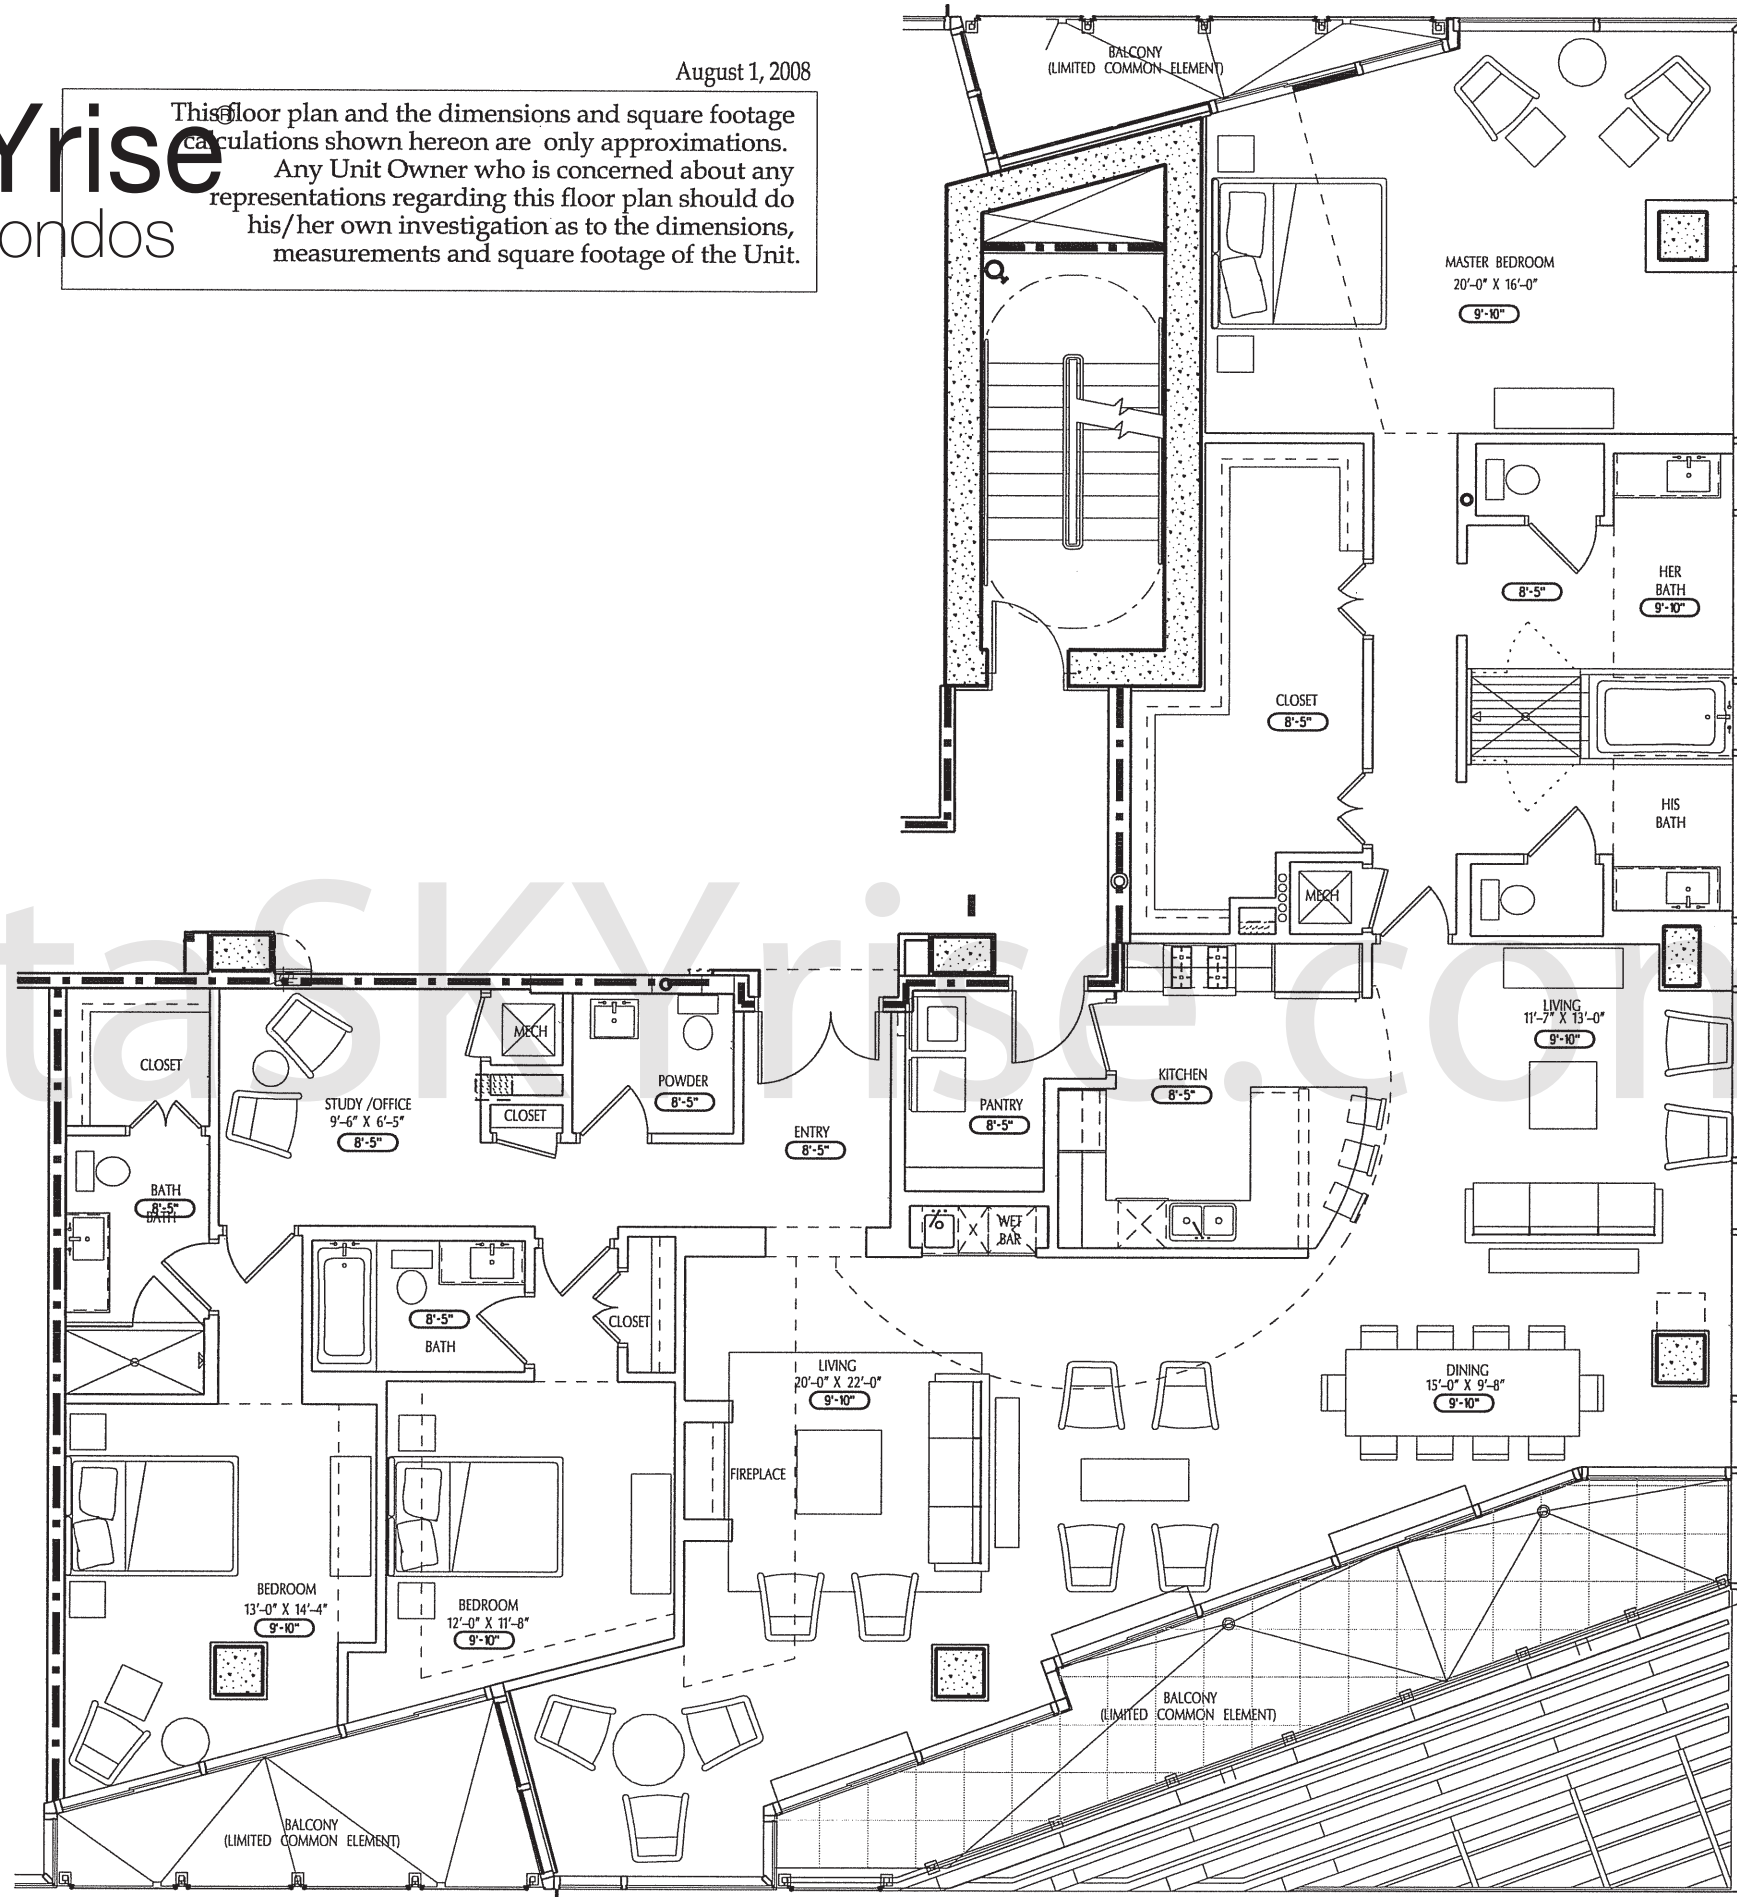 August 1, 2008
This floor plan and the dimensions and square footage
calculations shown hereon are only approximations.
Any Unit Owner who is concerned about any
representations regarding this floor plan should do
his/her own investigation as to the dimensions,
measurements and square footage of the Unit.
Yrise®
ondos
BALCONY
(LIMITED COMMON ELEMENT)
MASTER BEDROOM
20'-0" X 16'-0"
9'-10"
HER
BATH
9'-10"
8'-5"
CLOSET
8'-5"
HIS
BATH
MECH
taSKYrise.com
LIVING
11'-7" X 13'-0"
9'-10"
CLOSET
MECH
STUDY /OFFICE
9'-6" X 6'-5"
8'-5"
CLOSET
POWDER
8'-5"
ENTRY
8'-5"
PANTRY
8'-5"
KITCHEN
8'-5"
BATH
8'-5"
BATH
WET
BAR
8'-5"
BATH
CLOSET
LIVING
20'-0" X 22'-0"
9'-10"
DINING
15'-0" X 9'-8"
9'-10"
FIREPLACE
BEDROOM
13'-0" X 14'-4"
9'-10"
BEDROOM
12'-0" X 11'-8"
9'-10"
BALCONY
(LIMITED COMMON ELEMENT)
BALCONY
(LIMITED COMMON ELEMENT)